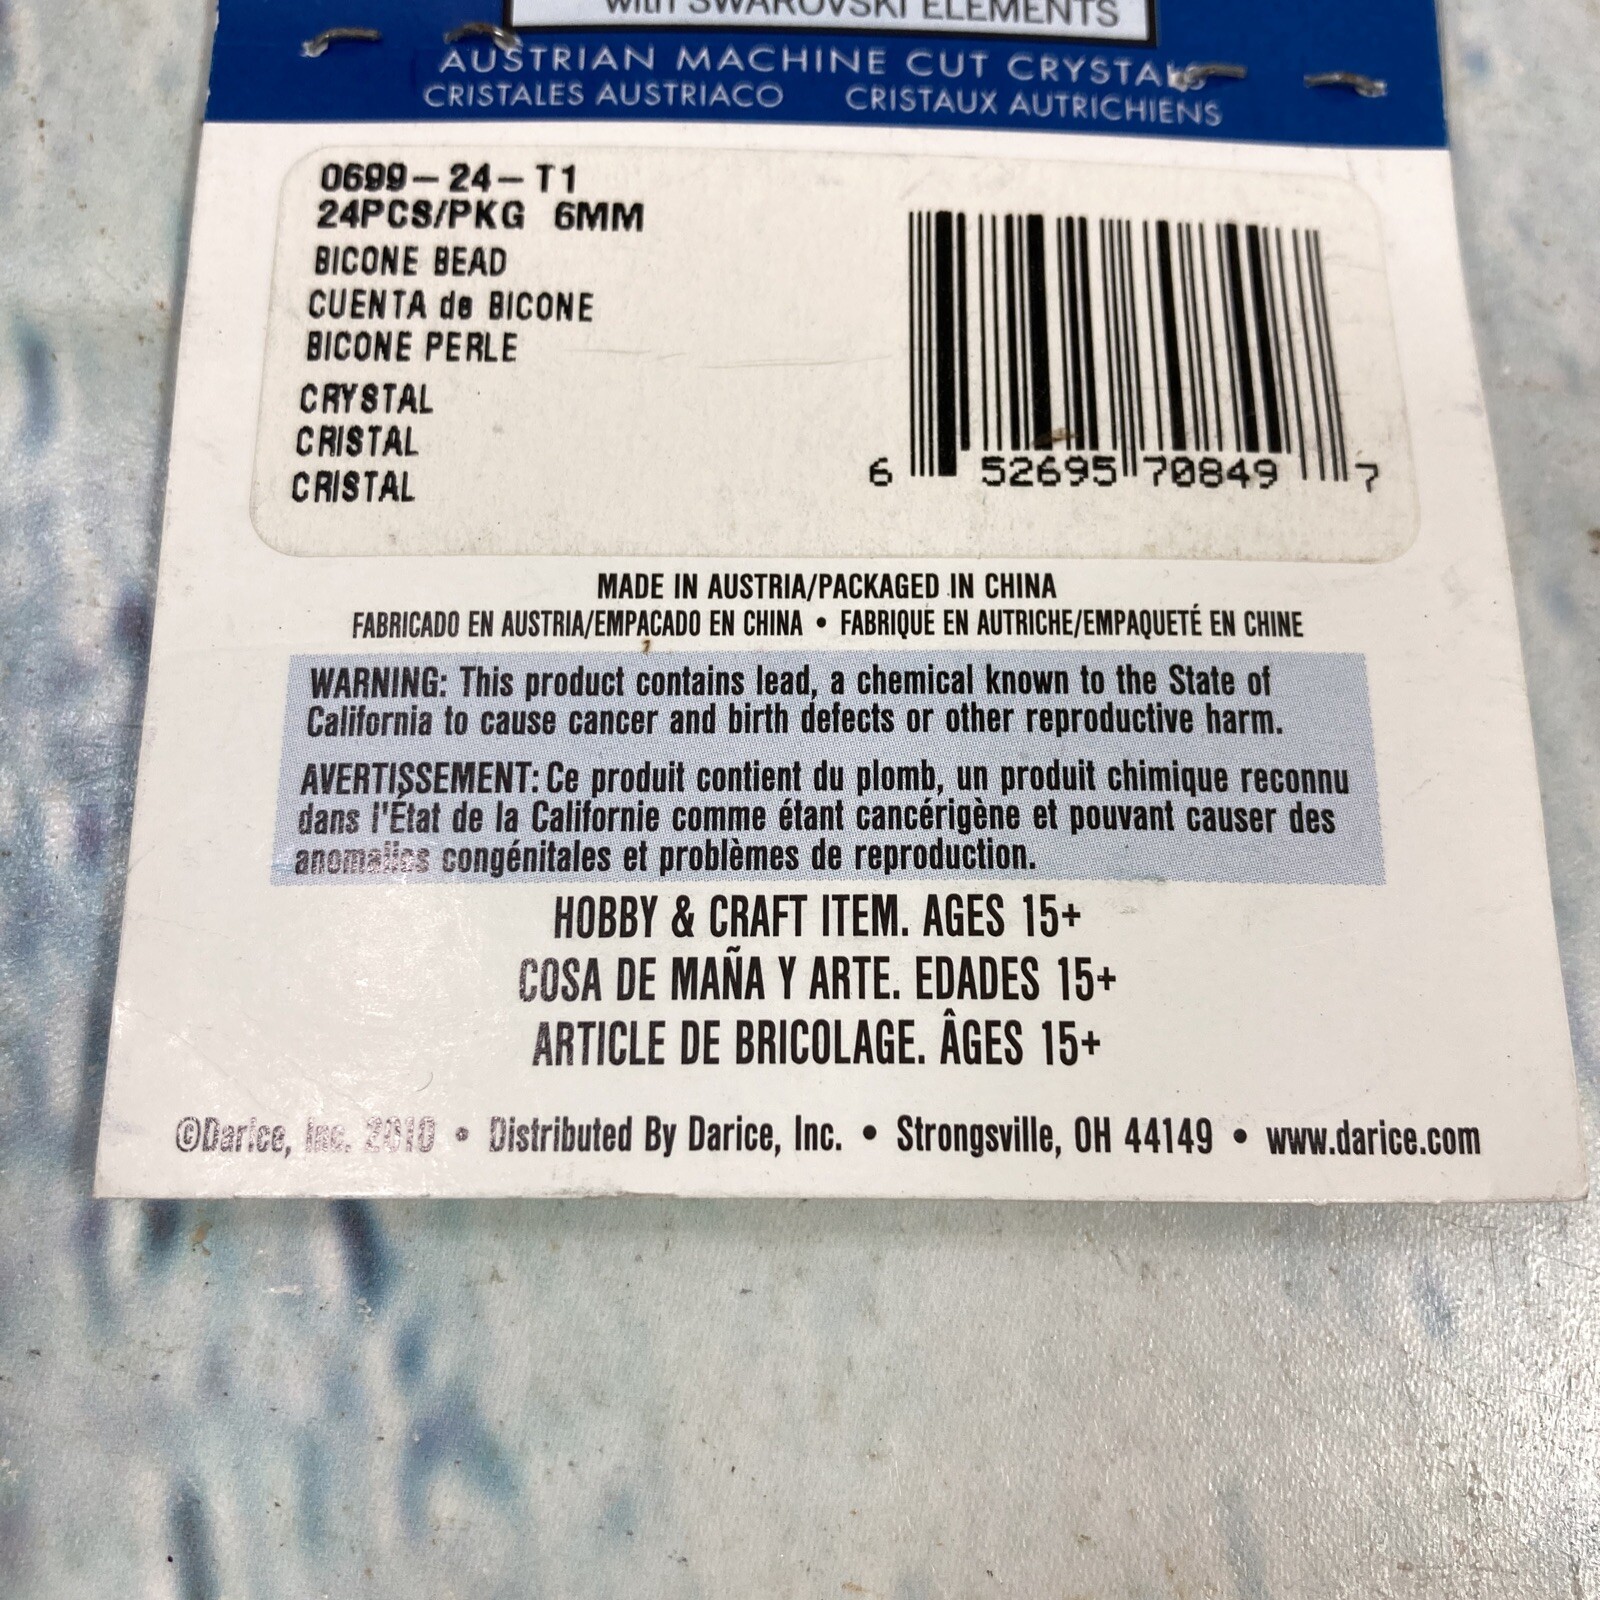 with SWAROVSKI ELEMENTS
AUSTRIAN MACHINE CUT CRYSTALS
CRISTALES AUSTRIACO CRISTAUX AUTRICHIENS
0699-24-T1
24PCS/PKG 6MM
BICONE BEAD
CUENTA de BICONE
BICONE PERLE
CRYSTAL
CRISTAL
CRISTAL
6 52695 70849 7
MADE IN AUSTRIA/PACKAGED IN CHINA
FABRICADO EN AUSTRIA/EMPACADO EN CHINA • FABRIQUE EN AUTRICHE/EMPAQUETÉ EN CHINE
WARNING: This product contains lead, a chemical known to the State of
California to cause cancer and birth defects or other reproductive harm.
AVERTISSEMENT: Ce produit contient du plomb, un produit chimique reconnu
dans l'État de la Californie comme étant cancérigène et pouvant causer des
anomalies congénitales et problèmes de reproduction.
HOBBY & CRAFT ITEM. AGES 15+
COSA DE MAÑA Y ARTE. EDADES 15+
ARTICLE DE BRICOLAGE. ÂGES 15+
©Darice, Inc. 2010 • Distributed By Darice, Inc. • Strongsville, OH 44149 • www.darice.com